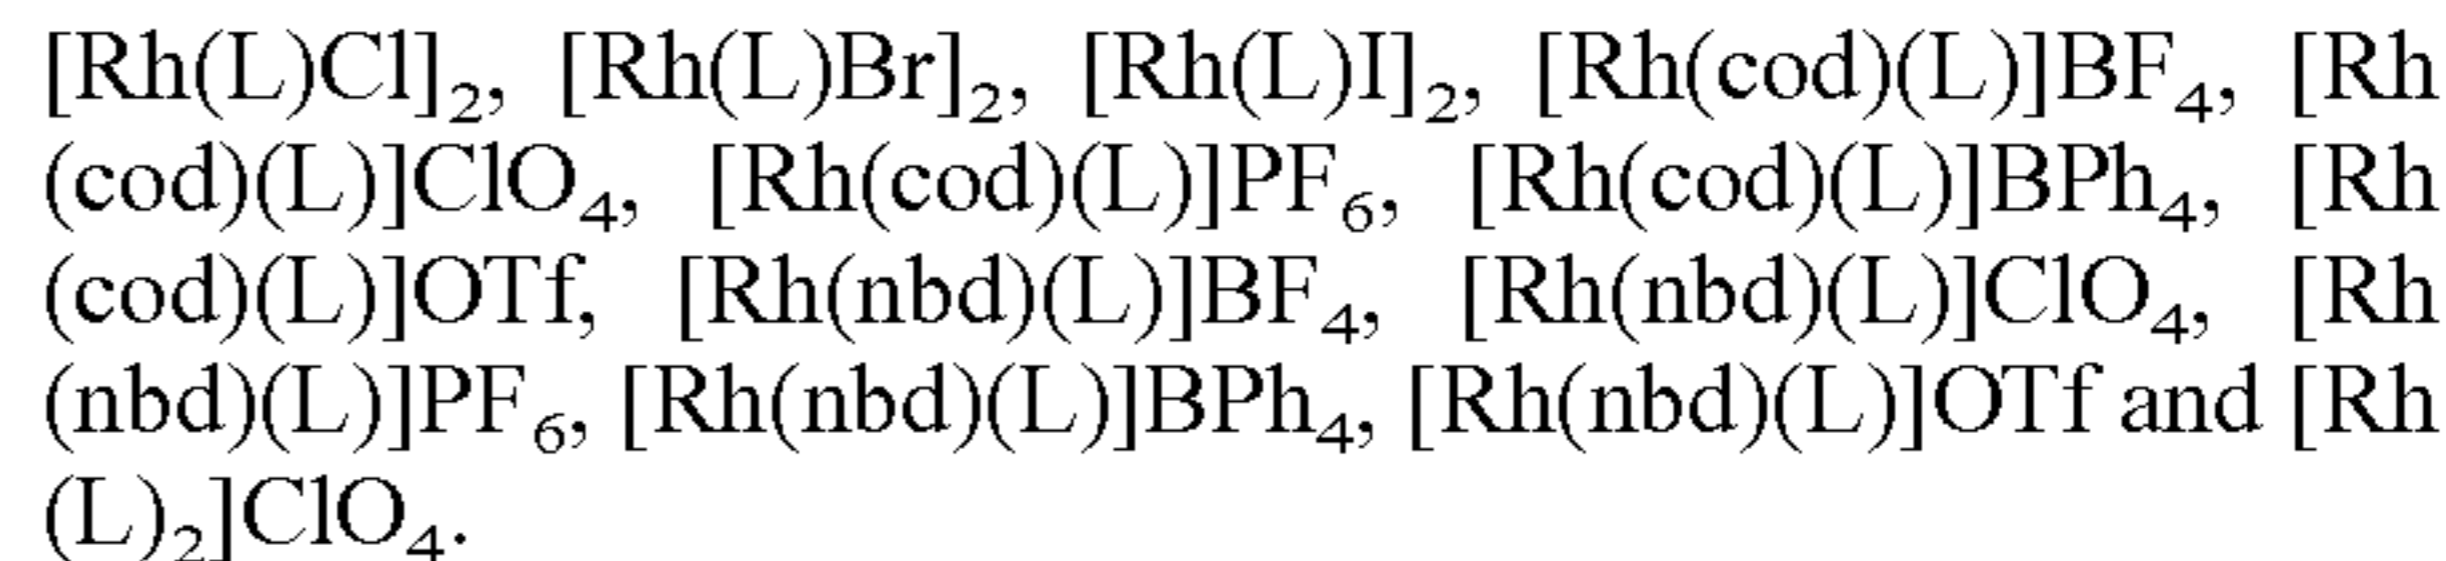 [Rh(L)Cl]₂, [Rh(L)Br]₂, [Rh(L)I]₂, [Rh(cod)(L)]BF₄, [Rh
(cod)(L)]ClO₄, [Rh(cod)(L)]PF₆, [Rh(cod)(L)]BPh₄, [Rh
(cod)(L)]OTf, [Rh(nbd)(L)]BF₄, [Rh(nbd)(L)]ClO₄, [Rh
(nbd)(L)]PF₆, [Rh(nbd)(L)]BPh₄, [Rh(nbd)(L)]OTf and [Rh
(L)₂]ClO₄.